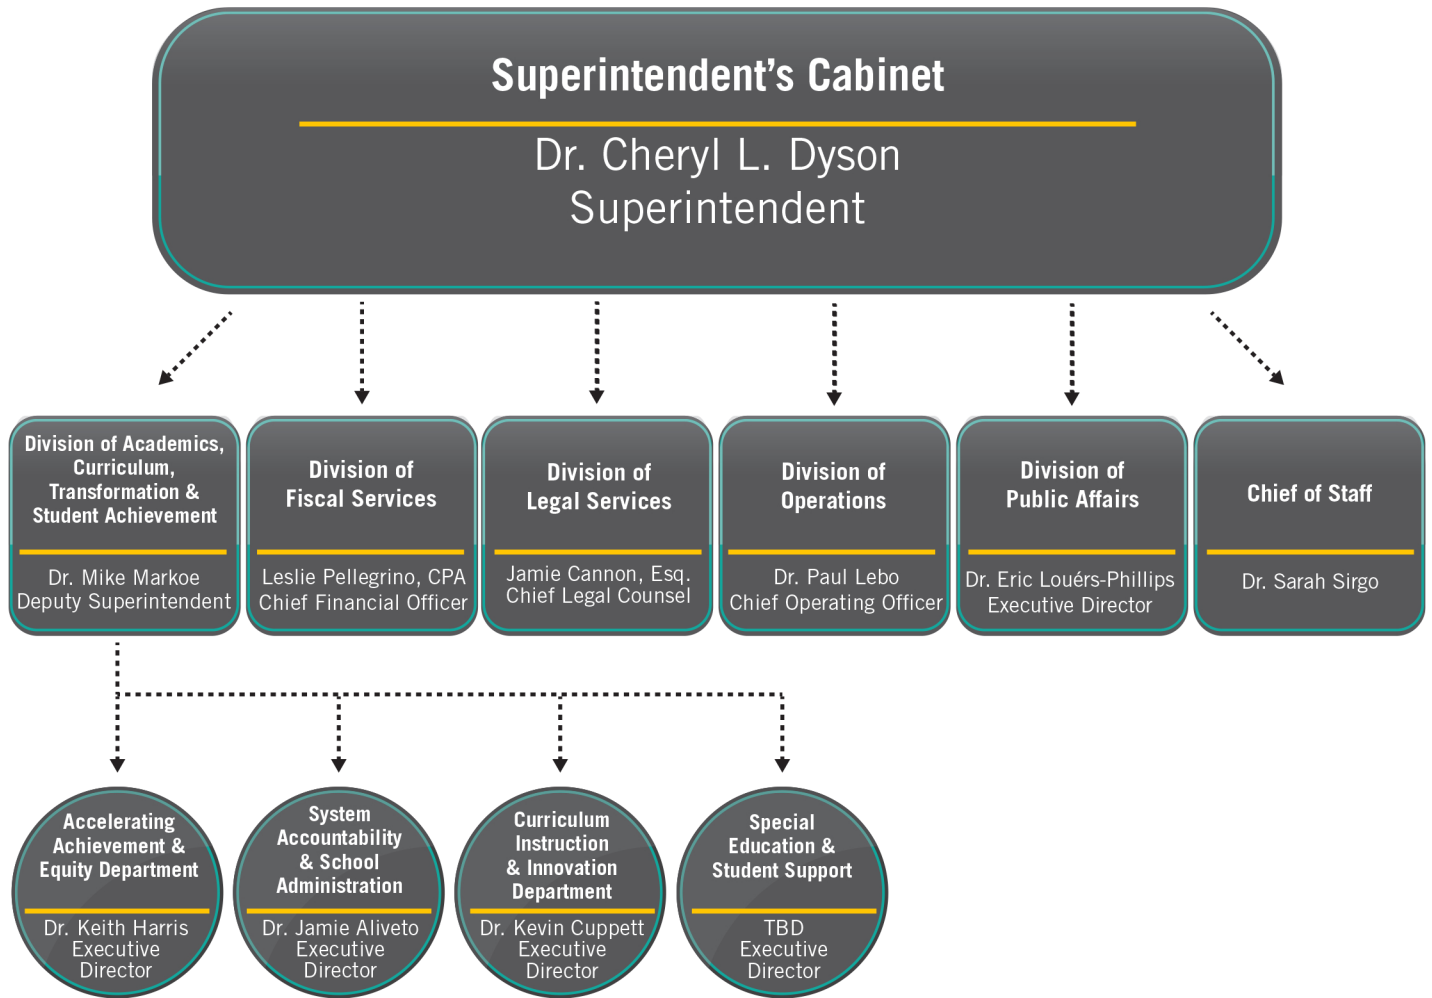 Superintendent's Cabinet
Dr. Cheryl L. Dyson
Superintendent
Division of Academics,
Curriculum,
Transformation &
Student Achievement
Dr. Mike Markoe
Deputy Superintendent
Division of
Fiscal Services
Leslie Pellegrino, CPA
Chief Financial Officer
Division of
Legal Services
Jamie Cannon, Esq.
Chief Legal Counsel
Division of
Operations
Dr. Paul Lebo
Chief Operating Officer
Division of
Public Affairs
Dr. Eric Louérs-Phillips
Executive Director
Chief of Staff
Dr. Sarah Sirgo
Accelerating
Achievement &
Equity Department
Dr. Keith Harris
Executive
Director
System
Accountability
& School
Administration
Dr. Jamie Aliveto
Executive
Director
Curriculum
Instruction
& Innovation
Department
Dr. Kevin Cuppett
Executive
Director
Special
Education &
Student Support
TBD
Executive
Director